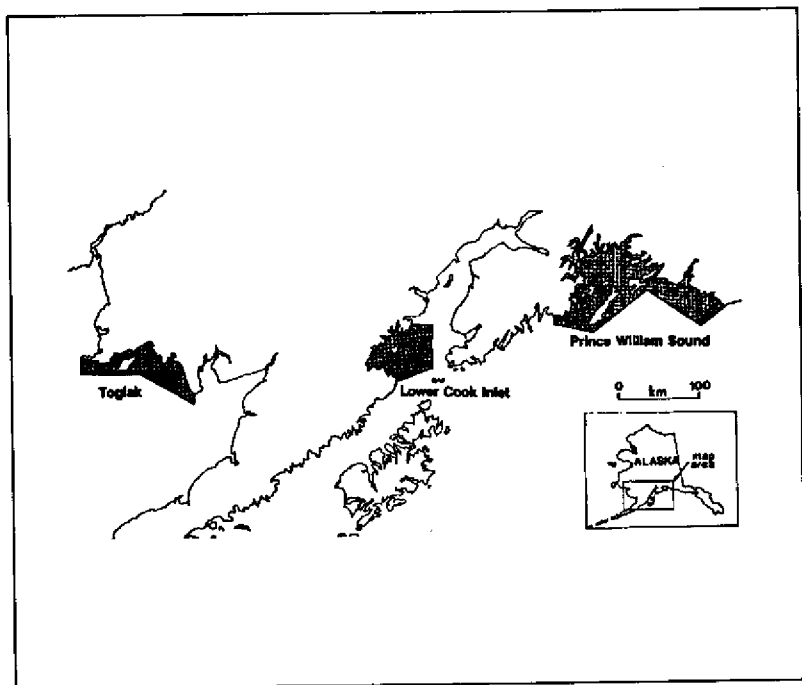 Prince William Sound
Togiak
Lower Cook Inlet
0 km 100
ALASKA
map
area